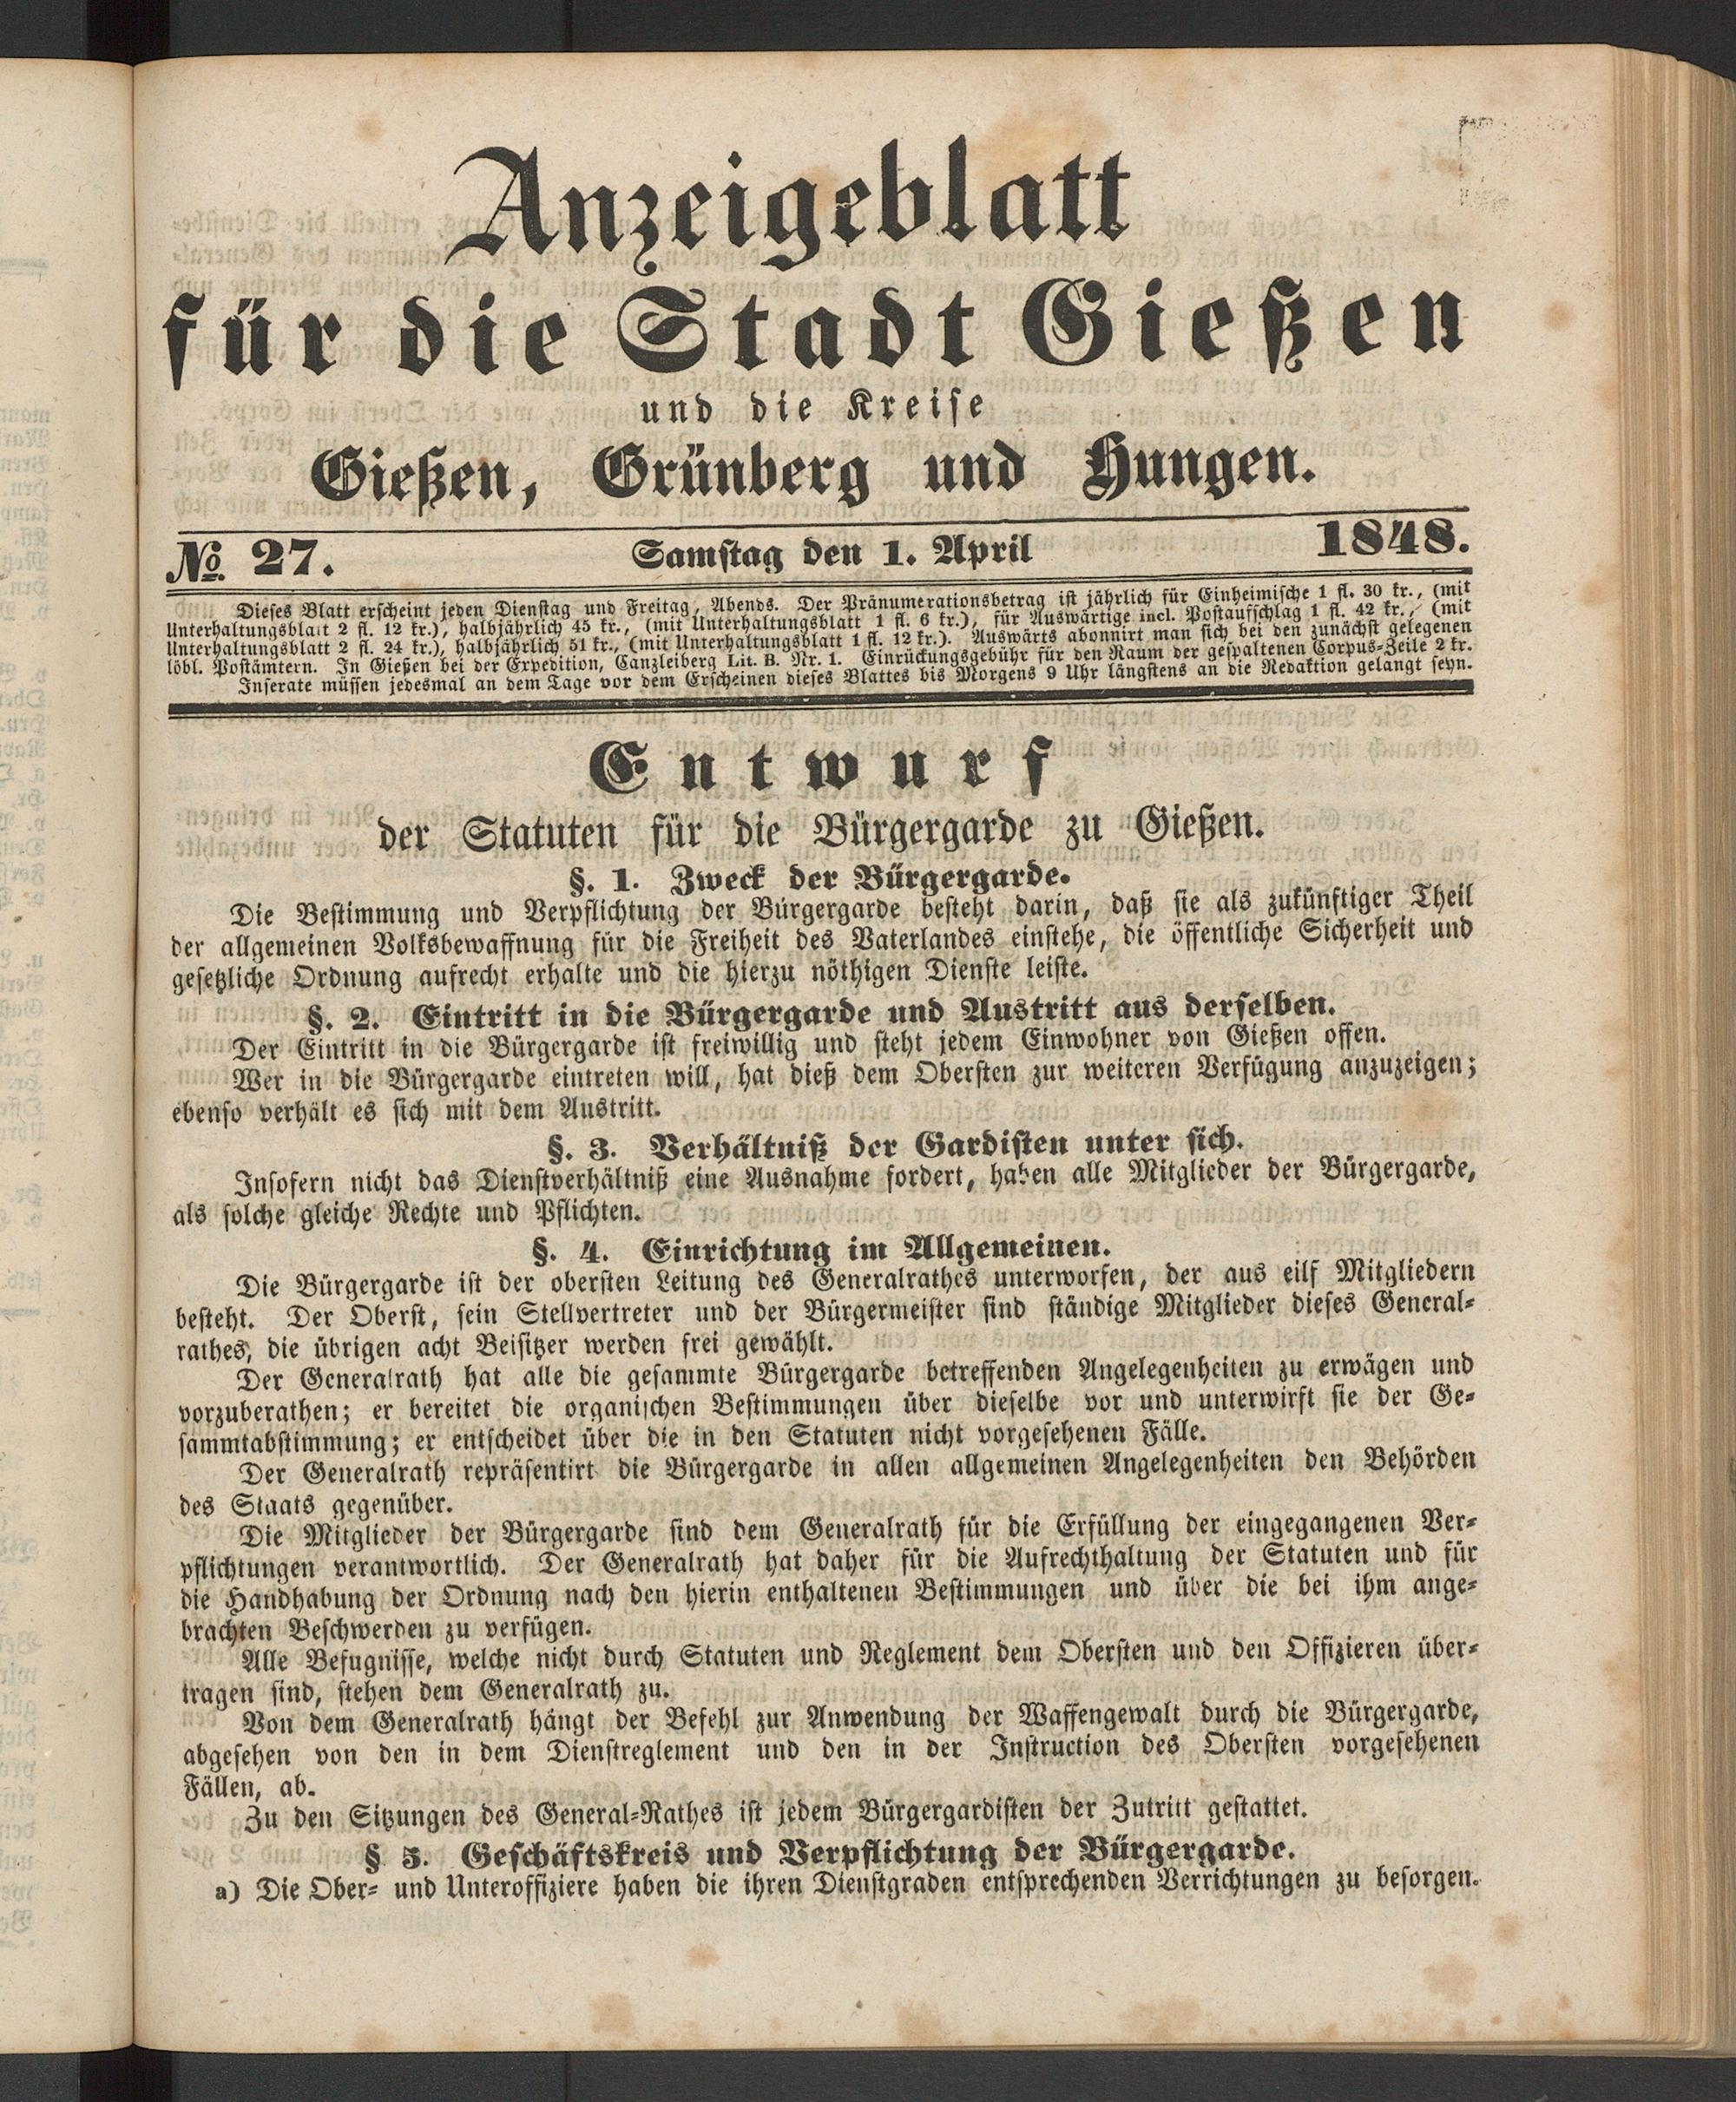 Anzeigeblatt
für die Stadt Gießen
und die Kreise
Gießen, Grünberg und Hungen.
№ 27. Samstag den 1. April 1848.
Dieses Blatt erscheint jeden Dienstag und Freitag, Abends. Der Pränumerationsbetrag ist jährlich für Einheimische 1 fl. 30 kr., (mit
Unterhaltungsblatt 2 fl. 12 kr.), halbjährlich 45 kr., (mit Unterhaltungsblatt 1 fl. 6 kr.), für Auswärtige incl. Postaufschlag 1 fl. 42 kr., (mit
Unterhaltungsblatt 2 fl. 24 kr.), halbjährlich 51 kr., (mit Unterhaltungsblatt 1 fl. 12 kr.). Auswärts abonnirt man sich bei den zunächst gelegenen
löbl. Postämtern. In Gießen bei der Expedition, Canzleiberg Lit. B. Nr. 1. Einrückungsgebühr für den Raum der gespaltenen Corpus-Zeile 2 kr.
Inserate müssen jedesmal an dem Tage vor dem Erscheinen dieses Blattes bis Morgens 9 Uhr längstens an die Redaktion gelangt seyn.
Entwurf
der Statuten für die Bürgergarde zu Gießen.
§. 1. Zweck der Bürgergarde.
Die Bestimmung und Verpflichtung der Bürgergarde besteht darin, daß sie als zukünftiger Theil
der allgemeinen Volksbewaffnung für die Freiheit des Vaterlandes einstehe, die öffentliche Sicherheit und
gesetzliche Ordnung aufrecht erhalte und die hierzu nöthigen Dienste leiste.
§. 2. Eintritt in die Bürgergarde und Austritt aus derselben.
Der Eintritt in die Bürgergarde ist freiwillig und steht jedem Einwohner von Gießen offen.
Wer in die Bürgergarde eintreten will, hat dieß dem Obersten zur weiteren Verfügung anzuzeigen;
ebenso verhält es sich mit dem Austritt.
§. 3. Verhältniß der Gardisten unter sich.
Insofern nicht das Dienstverhältniß eine Ausnahme fordert, haben alle Mitglieder der Bürgergarde,
als solche gleiche Rechte und Pflichten.
§. 4. Einrichtung im Allgemeinen.
Die Bürgergarde ist der obersten Leitung des Generalrathes unterworfen, der aus eilf Mitgliedern
besteht. Der Oberst, sein Stellvertreter und der Bürgermeister sind ständige Mitglieder dieses General-
rathes, die übrigen acht Beisitzer werden frei gewählt.
Der Generalrath hat alle die gesammte Bürgergarde betreffenden Angelegenheiten zu erwägen und
vorzuberathen; er bereitet die organischen Bestimmungen über dieselbe vor und unterwirft sie der Ge-
sammtabstimmung; er entscheidet über die in den Statuten nicht vorgesehenen Fälle.
Der Generalrath repräsentirt die Bürgergarde in allen allgemeinen Angelegenheiten den Behörden
des Staats gegenüber.
Die Mitglieder der Bürgergarde sind dem Generalrath für die Erfüllung der eingegangenen Ver-
pflichtungen verantwortlich. Der Generalrath hat daher für die Aufrechthaltung der Statuten und für
die Handhabung der Ordnung nach den hierin enthaltenen Bestimmungen und über die bei ihm ange-
brachten Beschwerden zu verfügen.
Alle Befugnisse, welche nicht durch Statuten und Reglement dem Obersten und den Offizieren über-
tragen sind, stehen dem Generalrath zu.
Von dem Generalrath hängt der Befehl zur Anwendung der Waffengewalt durch die Bürgergarde,
abgesehen von den in dem Dienstreglement und den in der Instruction des Obersten vorgesehenen
Fällen, ab.
Zu den Sitzungen des General-Rathes ist jedem Bürgergardisten der Zutritt gestattet.
§ 5. Geschäftskreis und Verpflichtung der Bürgergarde.
a) Die Ober- und Unteroffiziere haben die ihren Dienstgraden entsprechenden Verrichtungen zu besorgen.